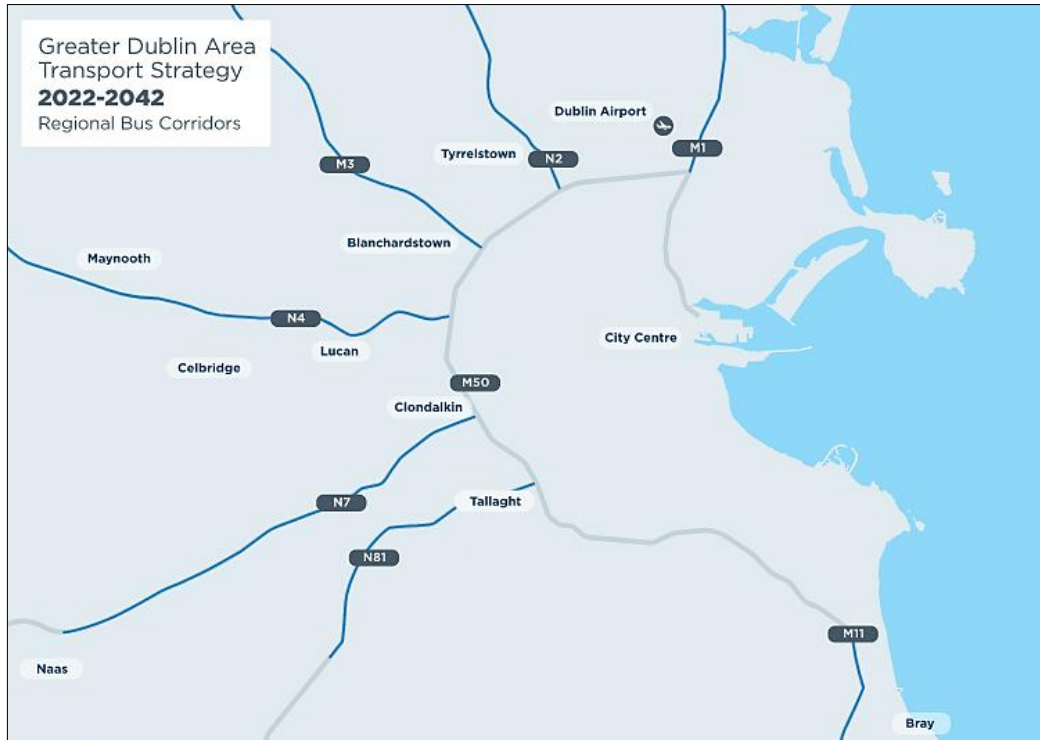 Greater Dublin Area
Transport Strategy
2022-2042
Regional Bus Corridors
Dublin Airport
M1
Tyrrelstown
N2
M3
Blanchardstown
Maynooth
N4
Lucan
City Centre
Celbridge
M50
Clondalkin
N7
Tallaght
N81
M11
Naas
Bray